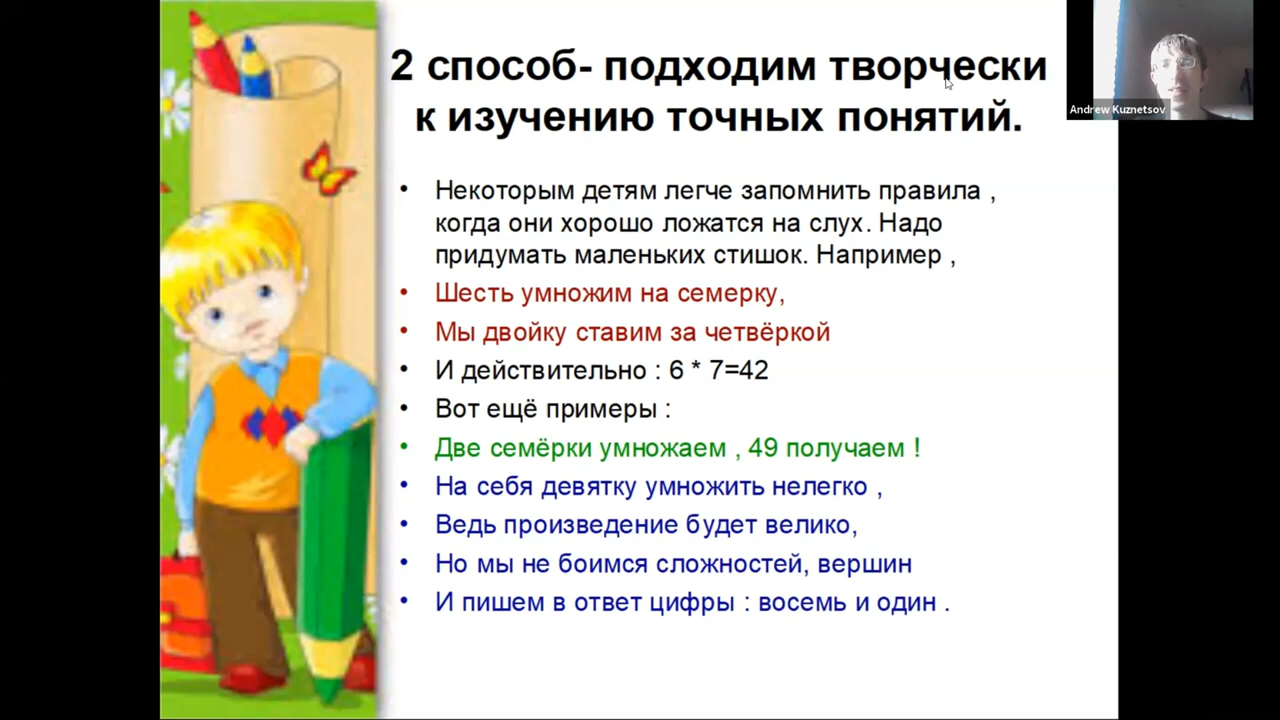 2 способ- подходим творчески
к изучению точных понятий.
Andrew Kuznetsov
• Некоторым детям легче запомнить правила ,
когда они хорошо ложатся на слух. Надо
придумать маленьких стишок. Например ,
• Шесть умножим на семерку,
• Мы двойку ставим за четвёркой
• И действительно : 6 * 7=42
• Вот ещё примеры :
• Две семёрки умножаем , 49 получаем !
• На себя девятку умножить нелегко ,
• Ведь произведение будет велико,
• Но мы не боимся сложностей, вершин
• И пишем в ответ цифры : восемь и один .